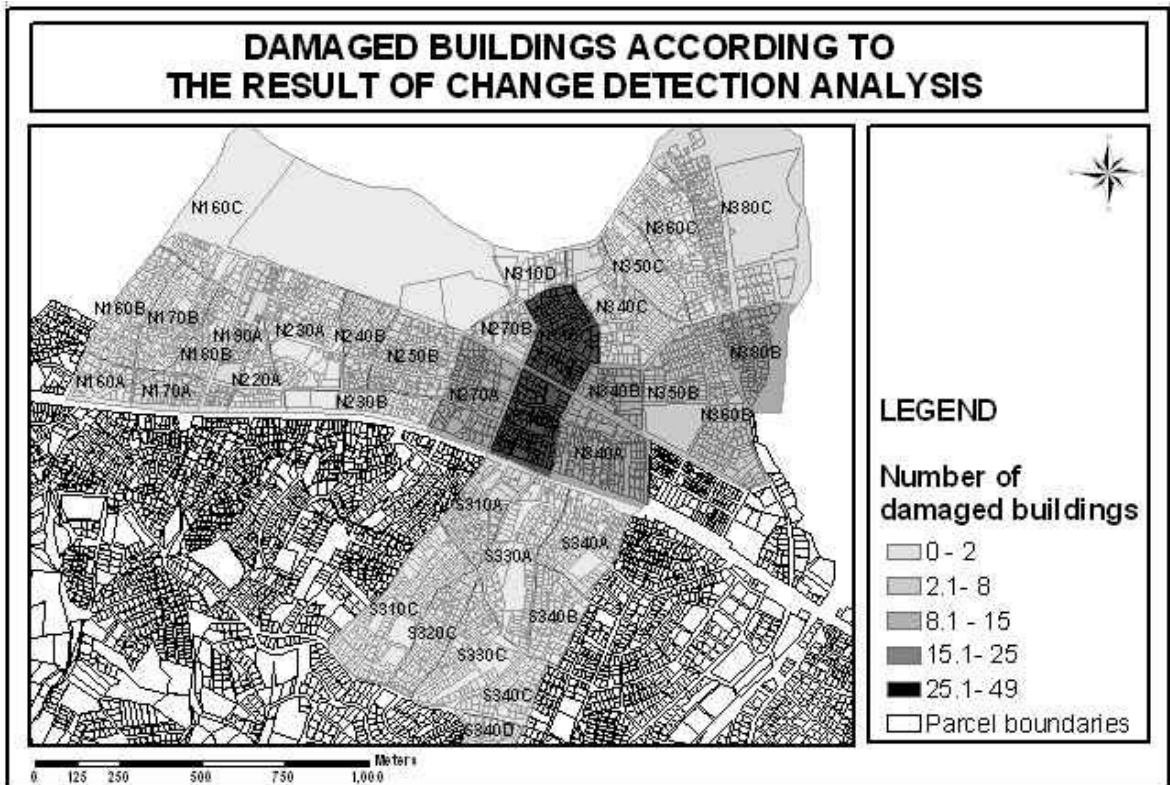 DAMAGED BUILDINGS ACCORDING TO
THE RESULT OF CHANGE DETECTION ANALYSIS
N160C
N380C
N360C
N310D
N350C
N160B
N170B
N190A
N230A
N240B
N270B
N340C
N180B
N250B
N380B
N160A
N170A
N220A
N230B
N370A
N340B
N350B
N360B
N340A
S310A
S330A
S340A
S310C
S320C
S340B
S330C
S340C
S340D
LEGEND
Number of
damaged buildings
0 - 2
2.1 - 8
8.1 - 15
15.1 - 25
25.1 - 49
Parcel boundaries
Meters
0 125 250 500 750 1,000